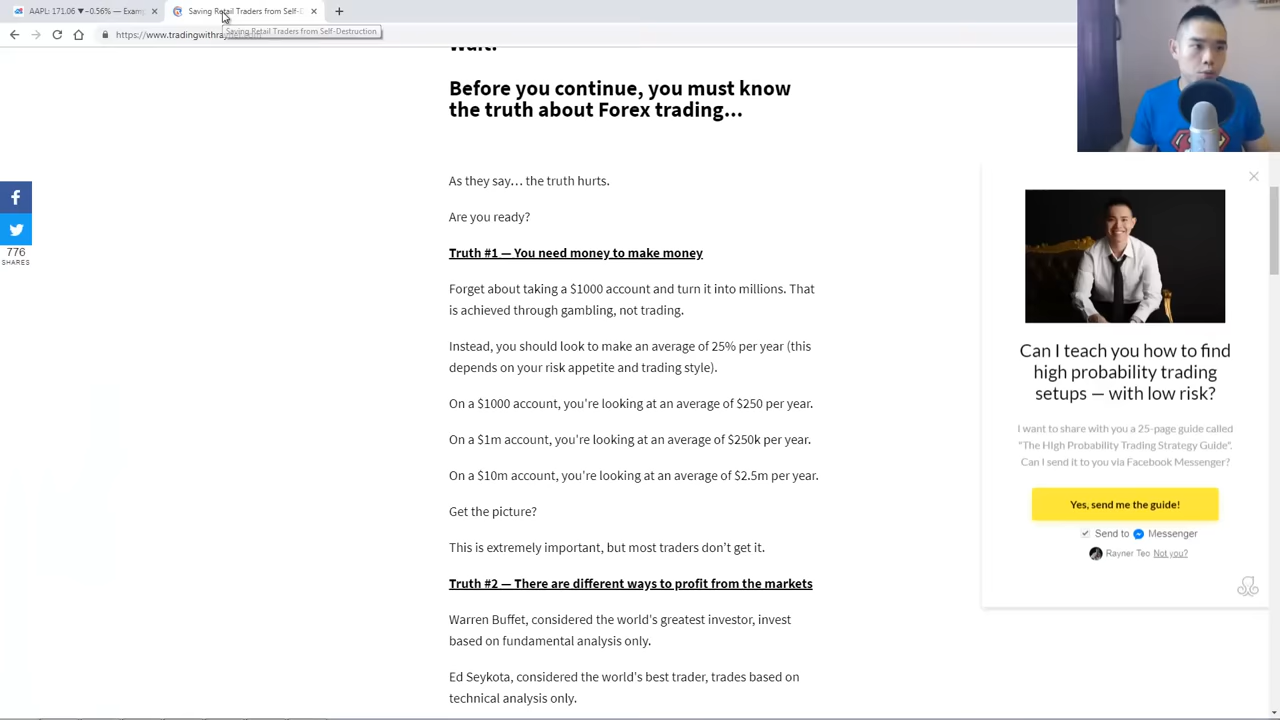 AAPL: 171.06 ▼−0.56% — Exam
Saving Retail Traders from Self-D
Saving Retail Traders from Self-Destruction
https://www.tradingwithra
Wait!
Before you continue, you must know
the truth about Forex trading...
As they say… the truth hurts.
Are you ready?
Truth #1 — You need money to make money
Forget about taking a $1000 account and turn it into millions. That
is achieved through gambling, not trading.
Instead, you should look to make an average of 25% per year (this
depends on your risk appetite and trading style).
On a $1000 account, you're looking at an average of $250 per year.
On a $1m account, you're looking at an average of $250k per year.
On a $10m account, you're looking at an average of $2.5m per year.
Get the picture?
This is extremely important, but most traders don't get it.
Truth #2 — There are different ways to profit from the markets
Warren Buffet, considered the world's greatest investor, invest
based on fundamental analysis only.
Ed Seykota, considered the world's best trader, trades based on
technical analysis only.
776
SHARES
Can I teach you how to find
high probability trading
setups — with low risk?
I want to share with you a 25-page guide called
"The HIgh Probability Trading Strategy Guide".
Can I send it to you via Facebook Messenger?
Yes, send me the guide!
Send to Messenger
Rayner Teo Not you?